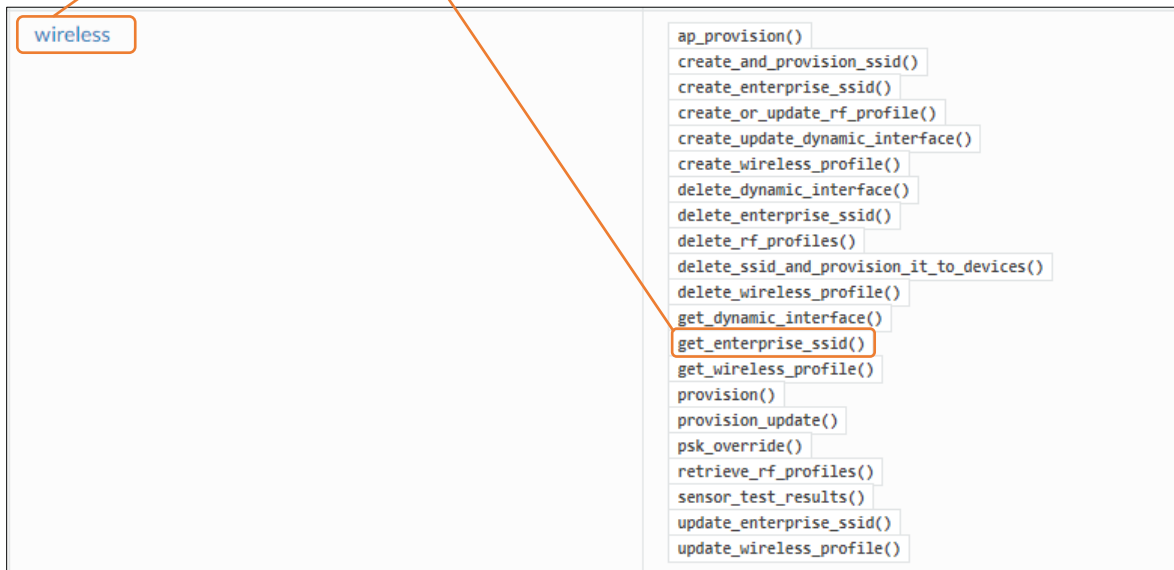 wireless
ap_provision()
create_and_provision_ssid()
create_enterprise_ssid()
create_or_update_rf_profile()
create_update_dynamic_interface()
create_wireless_profile()
delete_dynamic_interface()
delete_enterprise_ssid()
delete_rf_profiles()
delete_ssid_and_provision_it_to_devices()
delete_wireless_profile()
get_dynamic_interface()
get_enterprise_ssid()
get_wireless_profile()
provision()
provision_update()
psk_override()
retrieve_rf_profiles()
sensor_test_results()
update_enterprise_ssid()
update_wireless_profile()